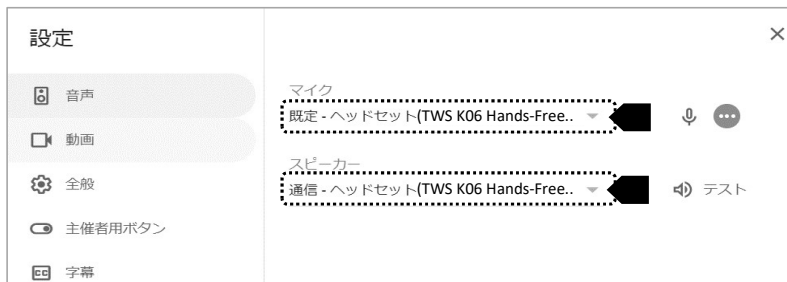 設定
音声
動画
全般
主催者用ボタン
字幕
マイク
既定 - ヘッドセット(TWS K06 Hands-Free..
スピーカー
通信 - ヘッドセット(TWS K06 Hands-Free..
テスト